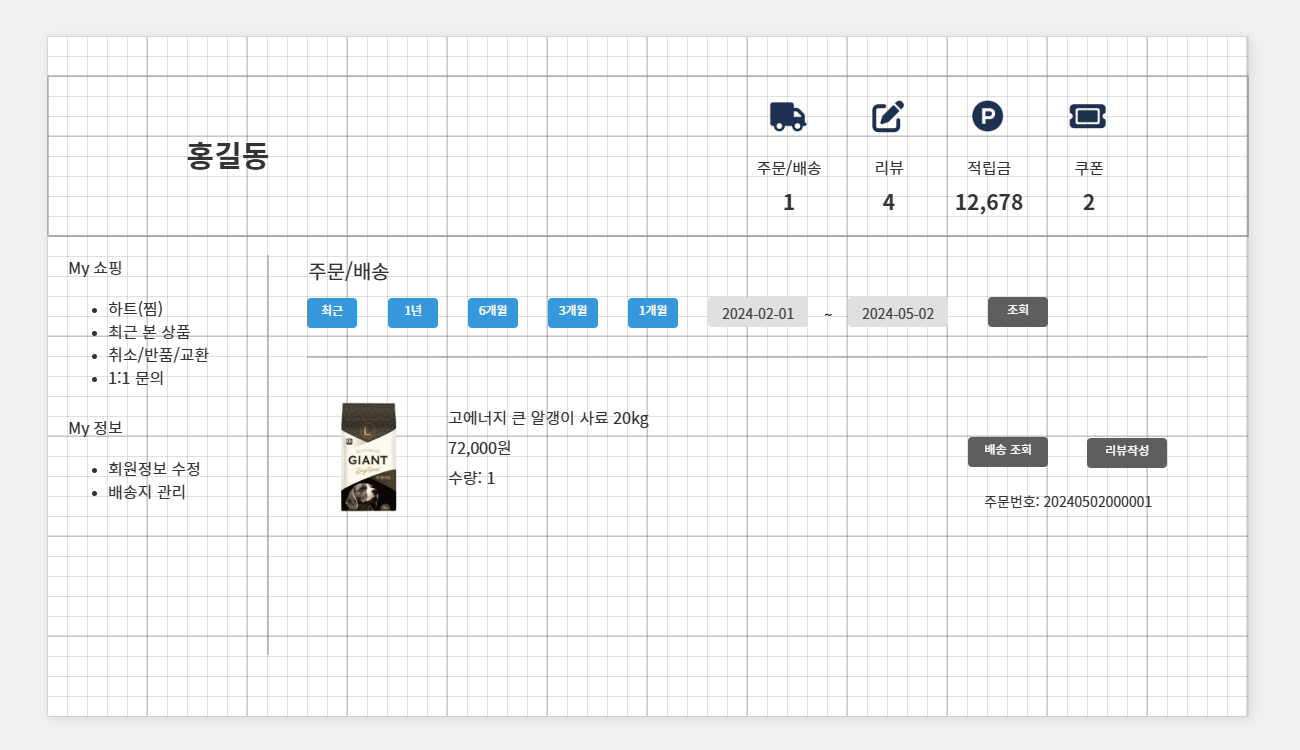 홍길동
주문/배송 리뷰 적립금 쿠폰
1 4 12,678 2
My 쇼핑
하트(찜)
최근 본 상품
취소/반품/교환
1:1 문의
My 정보
회원정보 수정
배송지 관리
주문/배송
최근 1년 6개월 3개월 1개월 2024-02-01 ~ 2024-05-02 조회
L
GIANT
Dog Food
고에너지 큰 알갱이 사료 20kg
72,000원
수량: 1
배송 조회 리뷰작성
주문번호: 20240502000001